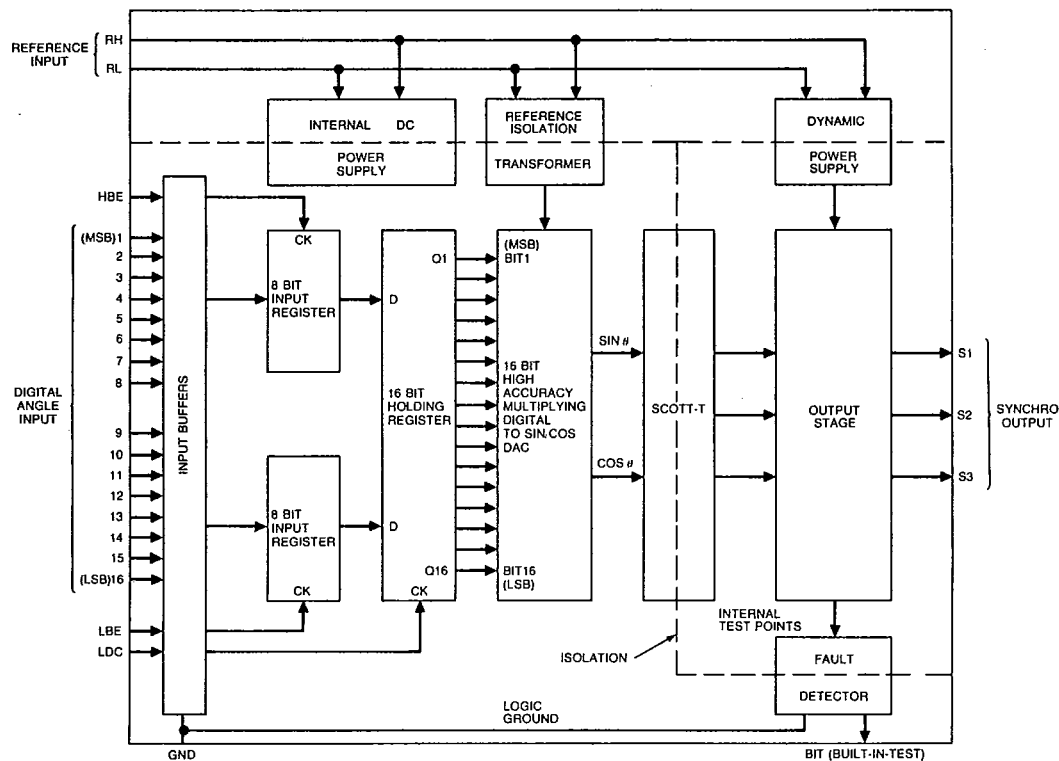 REFERENCE
INPUT
RH
RL
INTERNAL DC
POWER
SUPPLY
REFERENCE
ISOLATION
TRANSFORMER
DYNAMIC
POWER
SUPPLY
HBE
DIGITAL
ANGLE
INPUT
(MSB)1
2
3
4
5
6
7
8
9
10
11
12
13
14
15
(LSB)16
LBE
LDC
INPUT BUFFERS
CK
8 BIT
INPUT
REGISTER
8 BIT
INPUT
REGISTER
CK
Q1
D
16 BIT
HOLDING
REGISTER
D
Q16
CK
(MSB)
BIT1
16 BIT
HIGH
ACCURACY
MULTIPLYING
DIGITAL
TO SIN/COS
DAC
BIT16
(LSB)
SIN θ
COS θ
SCOTT-T
OUTPUT
STAGE
S1
S2
S3
SYNCHRO
OUTPUT
INTERNAL
TEST POINTS
ISOLATION
FAULT
DETECTOR
LOGIC
GROUND
GND
BIT (BUILT-IN-TEST)